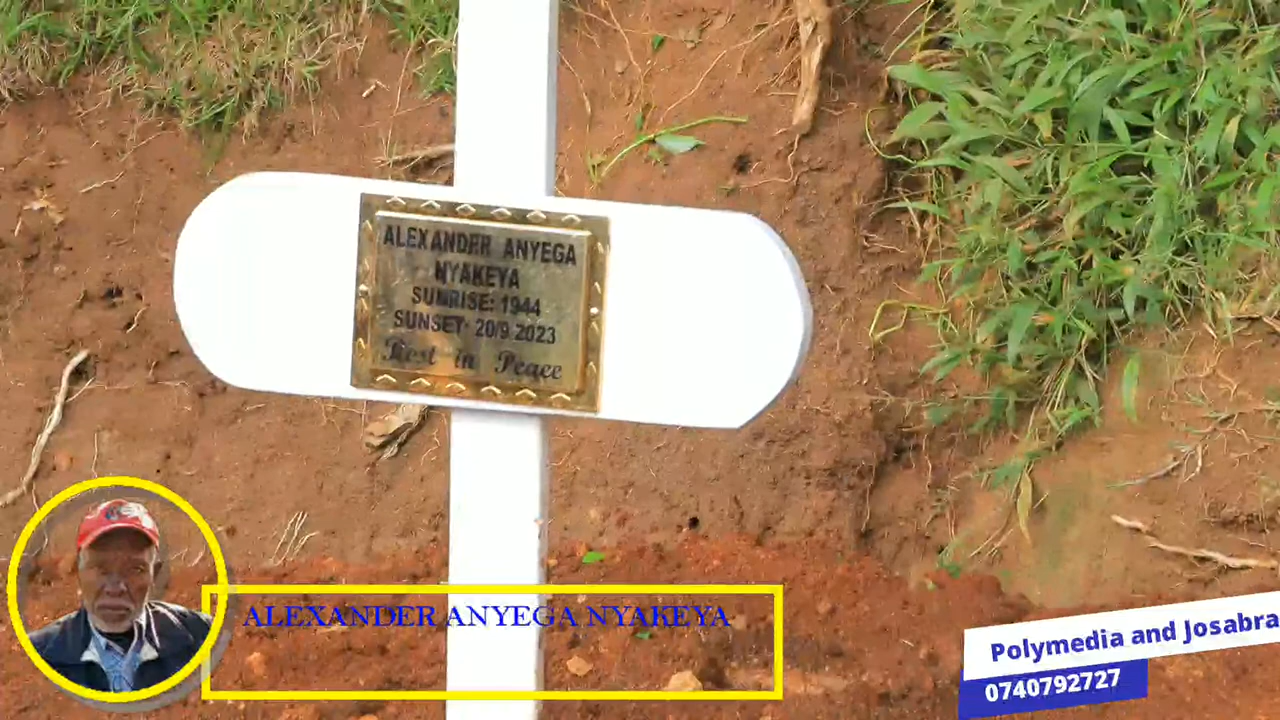 ALEXANDER ANYEGA
NYAKEYA
SUNRISE: 1944
SUNSET: 20/9 2023
Rest in Peace
ALEXANDER ANYEGA NYAKEYA
Polymedia and Josabra
0740792727